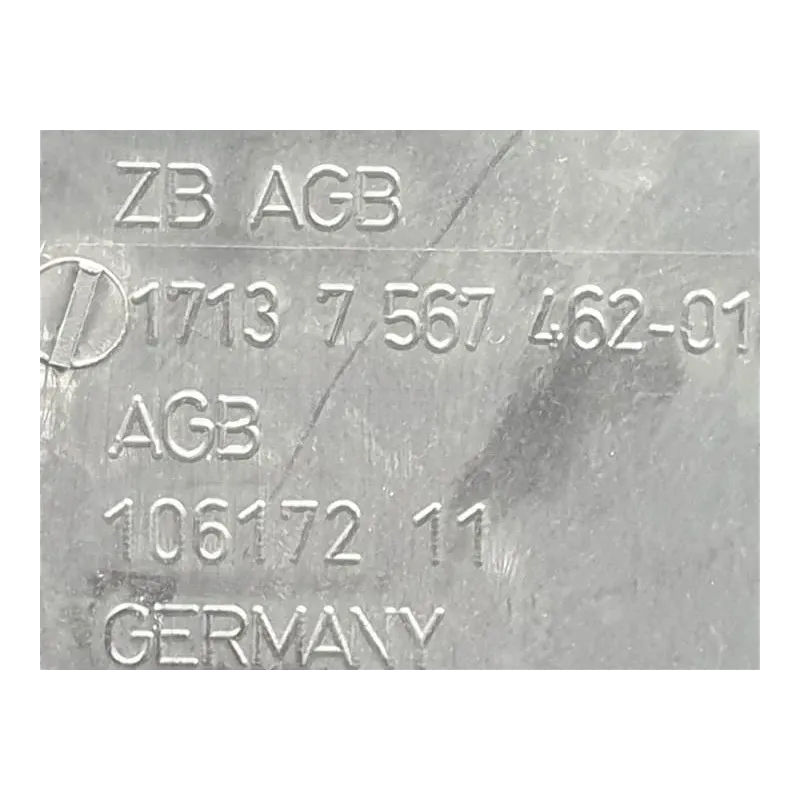 ZB AGB
1713 7 567 462-01
AGB
106172 11
GERMANY